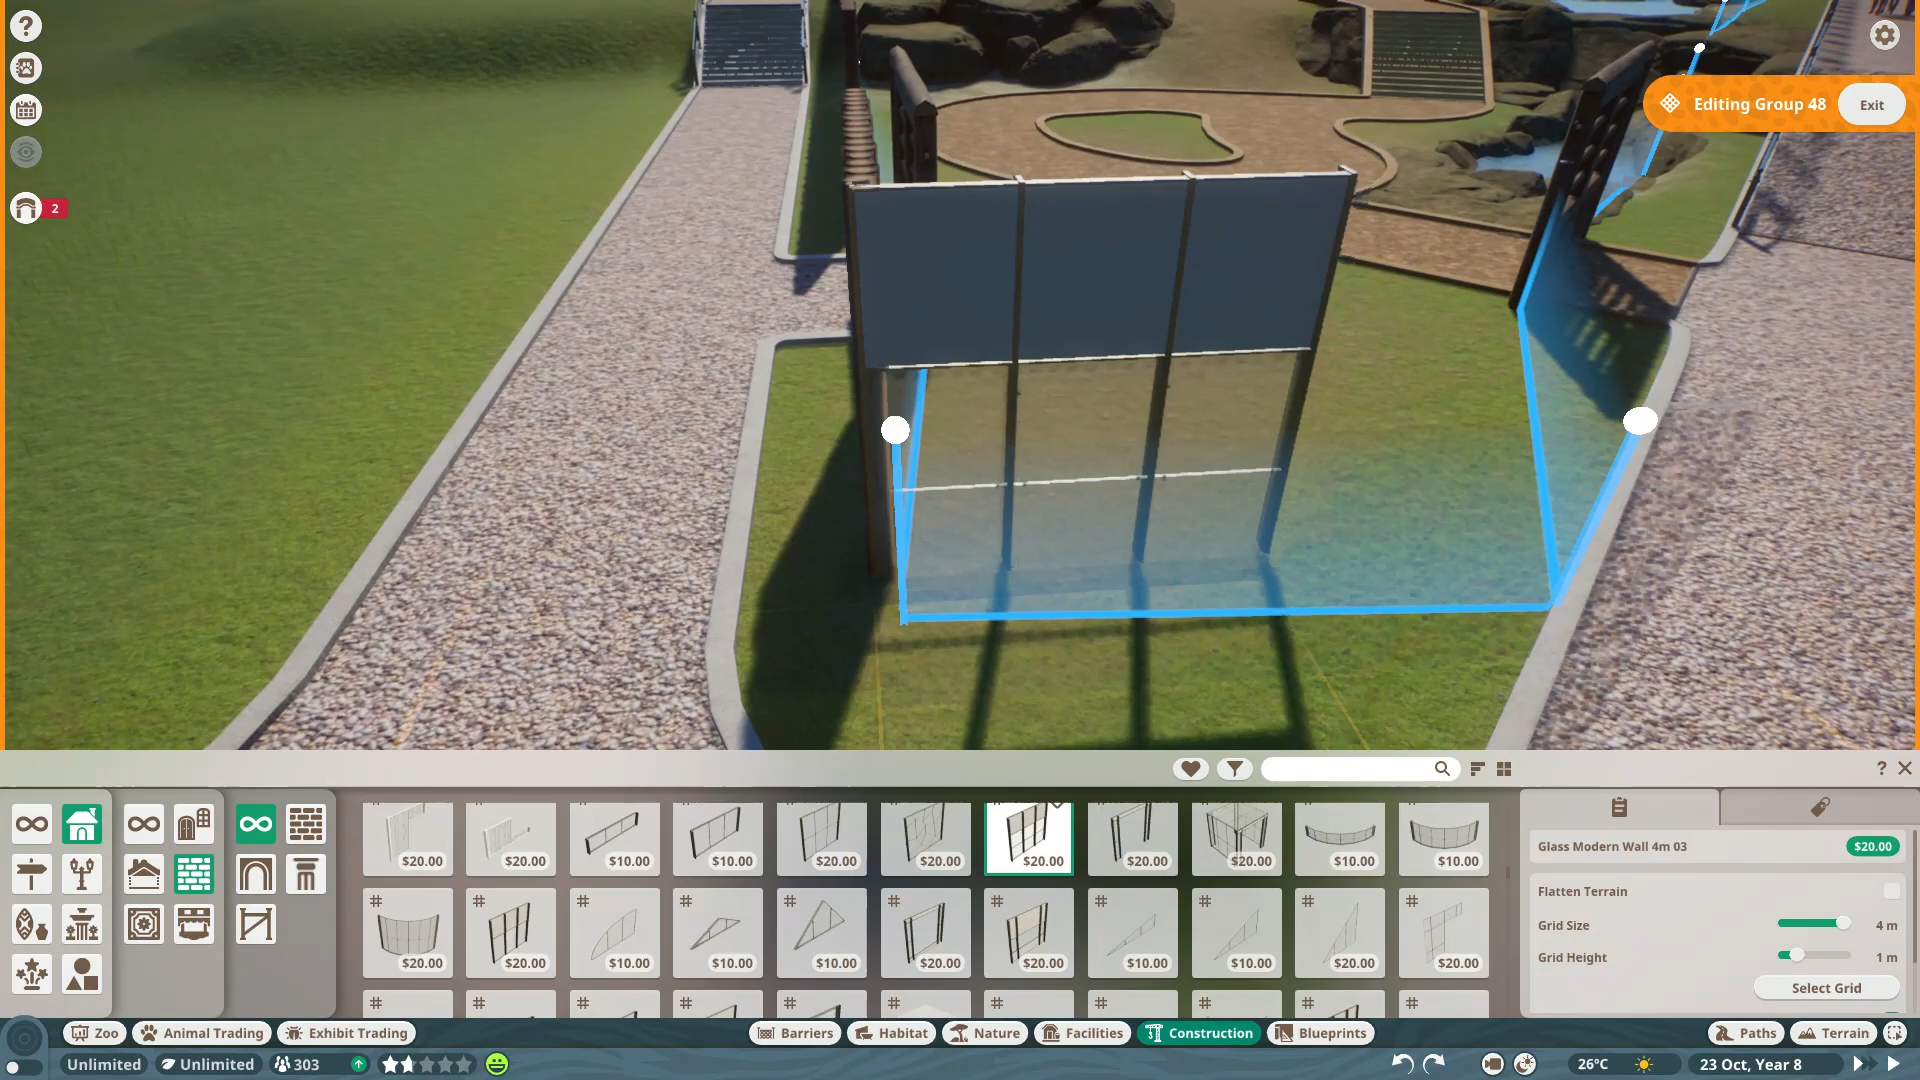 ?
2
Editing Group 48
Exit
? 
$20.00 $20.00 $10.00 $10.00 $20.00 $20.00 $20.00 $20.00 $20.00 $10.00 $10.00
# # # # # # # # # # #
$20.00 $20.00 $10.00 $10.00 $10.00 $20.00 $20.00 $10.00 $10.00 $20.00 $20.00
# # # # # # # # # # #
Glass Modern Wall 4m 03 $20.00
Flatten Terrain
Grid Size 4 m
Grid Height 1 m
Select Grid
Zoo Animal Trading Exhibit Trading Barriers Habitat Nature Facilities Construction Blueprints Paths Terrain
Unlimited Unlimited 303 26°C 23 Oct, Year 8